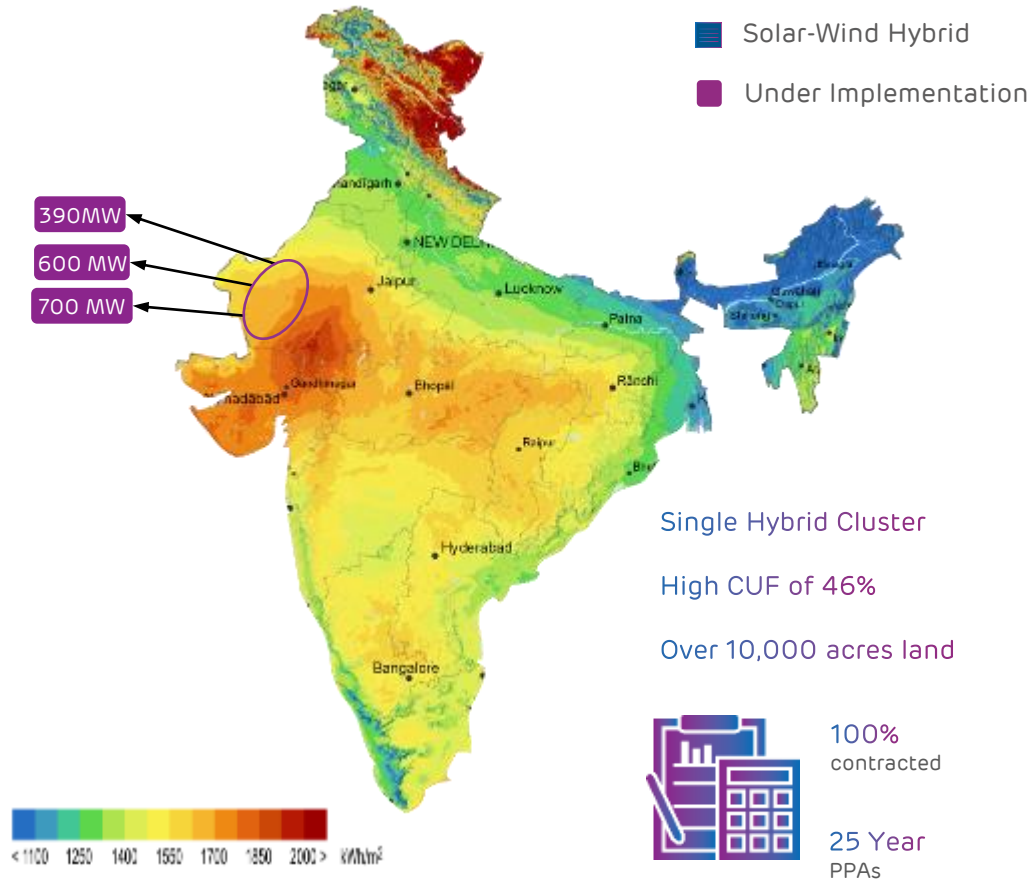 Solar-Wind Hybrid
Under Implementation
390MW
600 MW
700 MW
NEW DELH
Jaipur
Lucknow
Patna
Gandhinagar
Bhopal
Rānchi
Raipur
Hyderabad
Bangalore
Single Hybrid Cluster
High CUF of 46%
Over 10,000 acres land
100%
contracted
25 Year
PPAs
< 1100 1250 1400 1550 1700 1850 2000 > kWh/m²